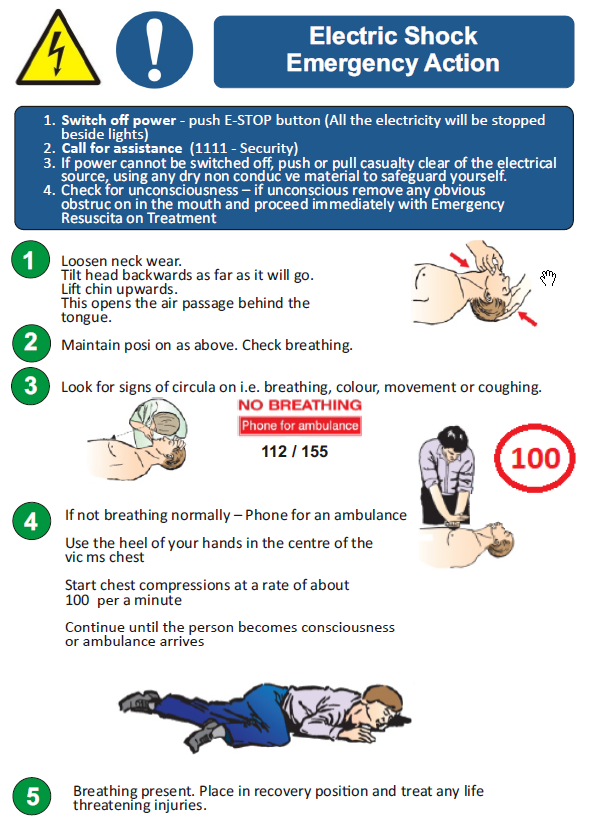 Electric Shock
Emergency Action
1. Switch off power - push E-STOP button (All the electricity will be stopped
beside lights)
2. Call for assistance (1111 - Security)
3. If power cannot be switched off, push or pull casualty clear of the electrical
source, using any dry non conduc ve material to safeguard yourself.
4. Check for unconsciousness – if unconscious remove any obvious
obstruc on in the mouth and proceed immediately with Emergency
Resuscita on Treatment
1
Loosen neck wear.
Tilt head backwards as far as it will go.
Lift chin upwards.
This opens the air passage behind the
tongue.
2
Maintain posi on as above. Check breathing.
3
Look for signs of circula on i.e. breathing, colour, movement or coughing.
NO BREATHING
Phone for ambulance
112 / 155
100
4
If not breathing normally – Phone for an ambulance
Use the heel of your hands in the centre of the
vic ms chest
Start chest compressions at a rate of about
100 per a minute
Continue until the person becomes consciousness
or ambulance arrives
5
Breathing present. Place in recovery position and treat any life
threatening injuries.